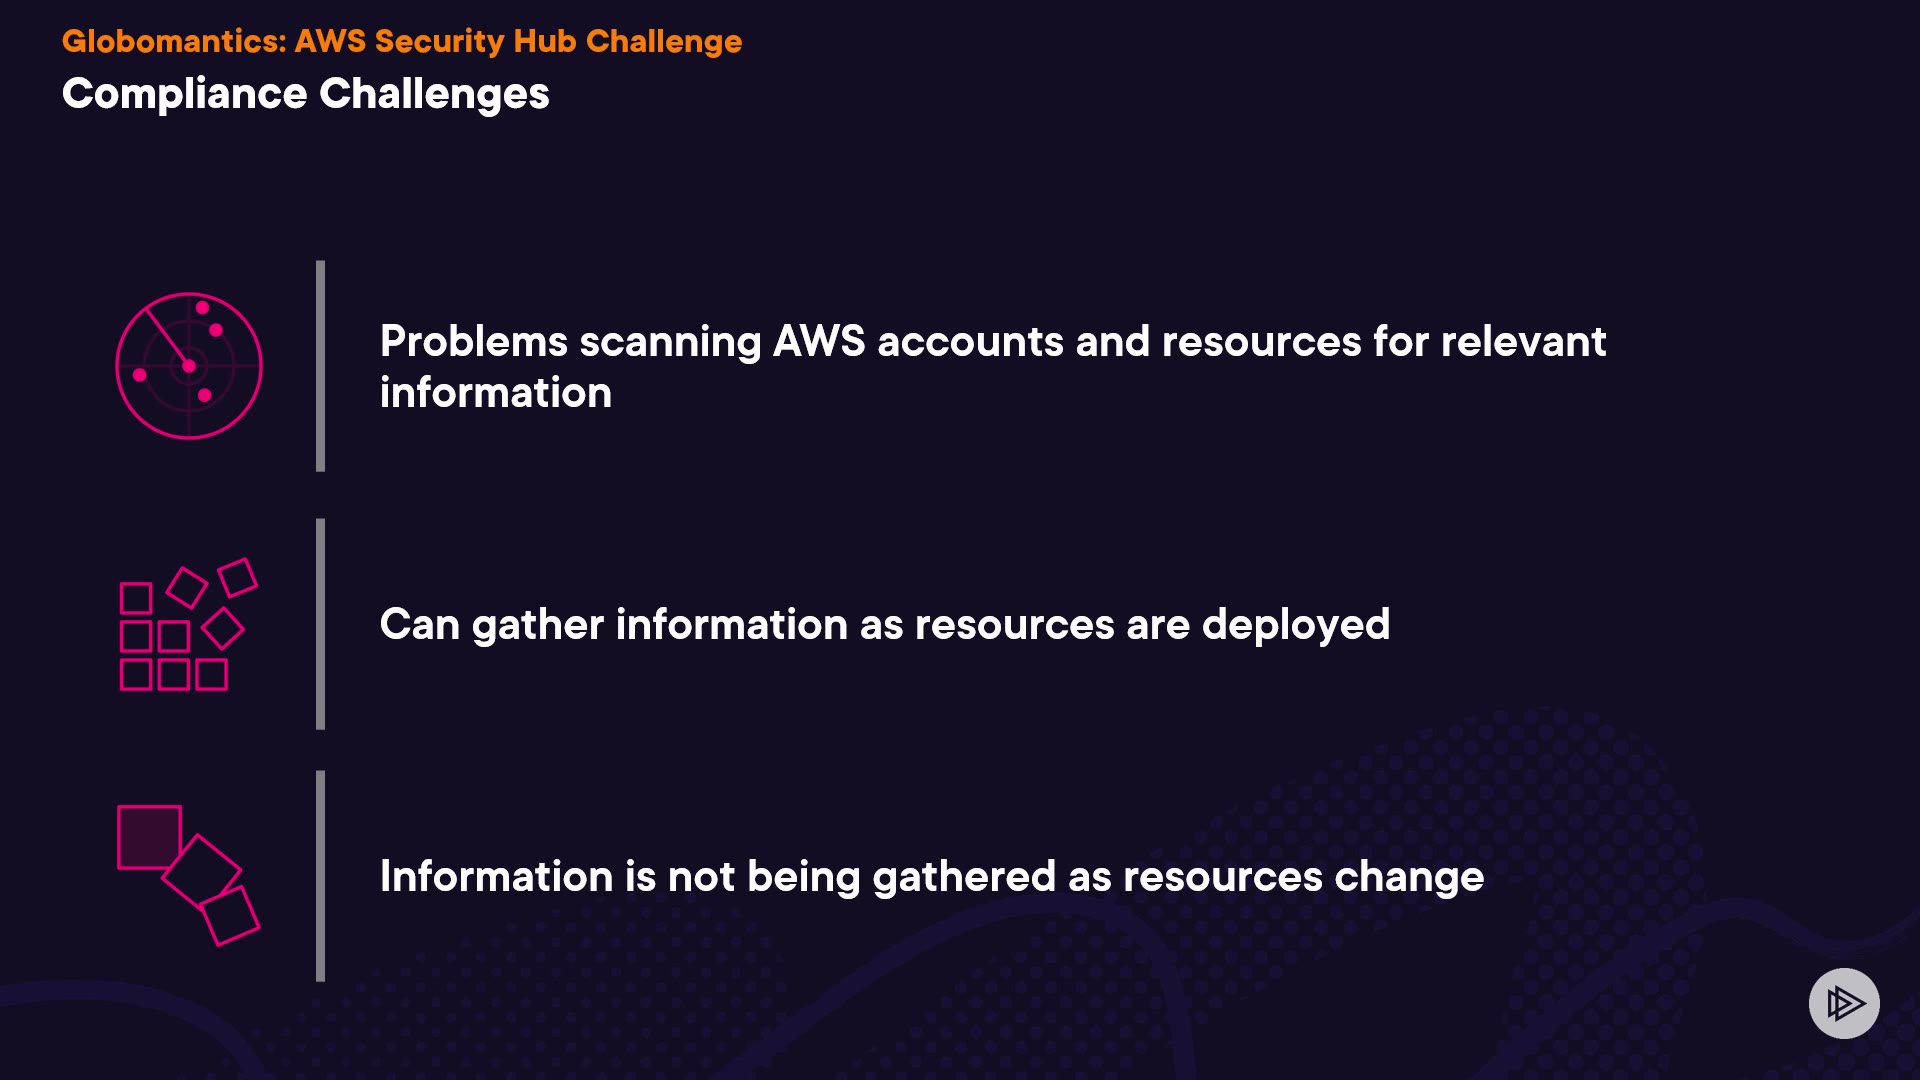 Globomantics: AWS Security Hub Challenge
Compliance Challenges
Problems scanning AWS accounts and resources for relevant
information
Can gather information as resources are deployed
Information is not being gathered as resources change